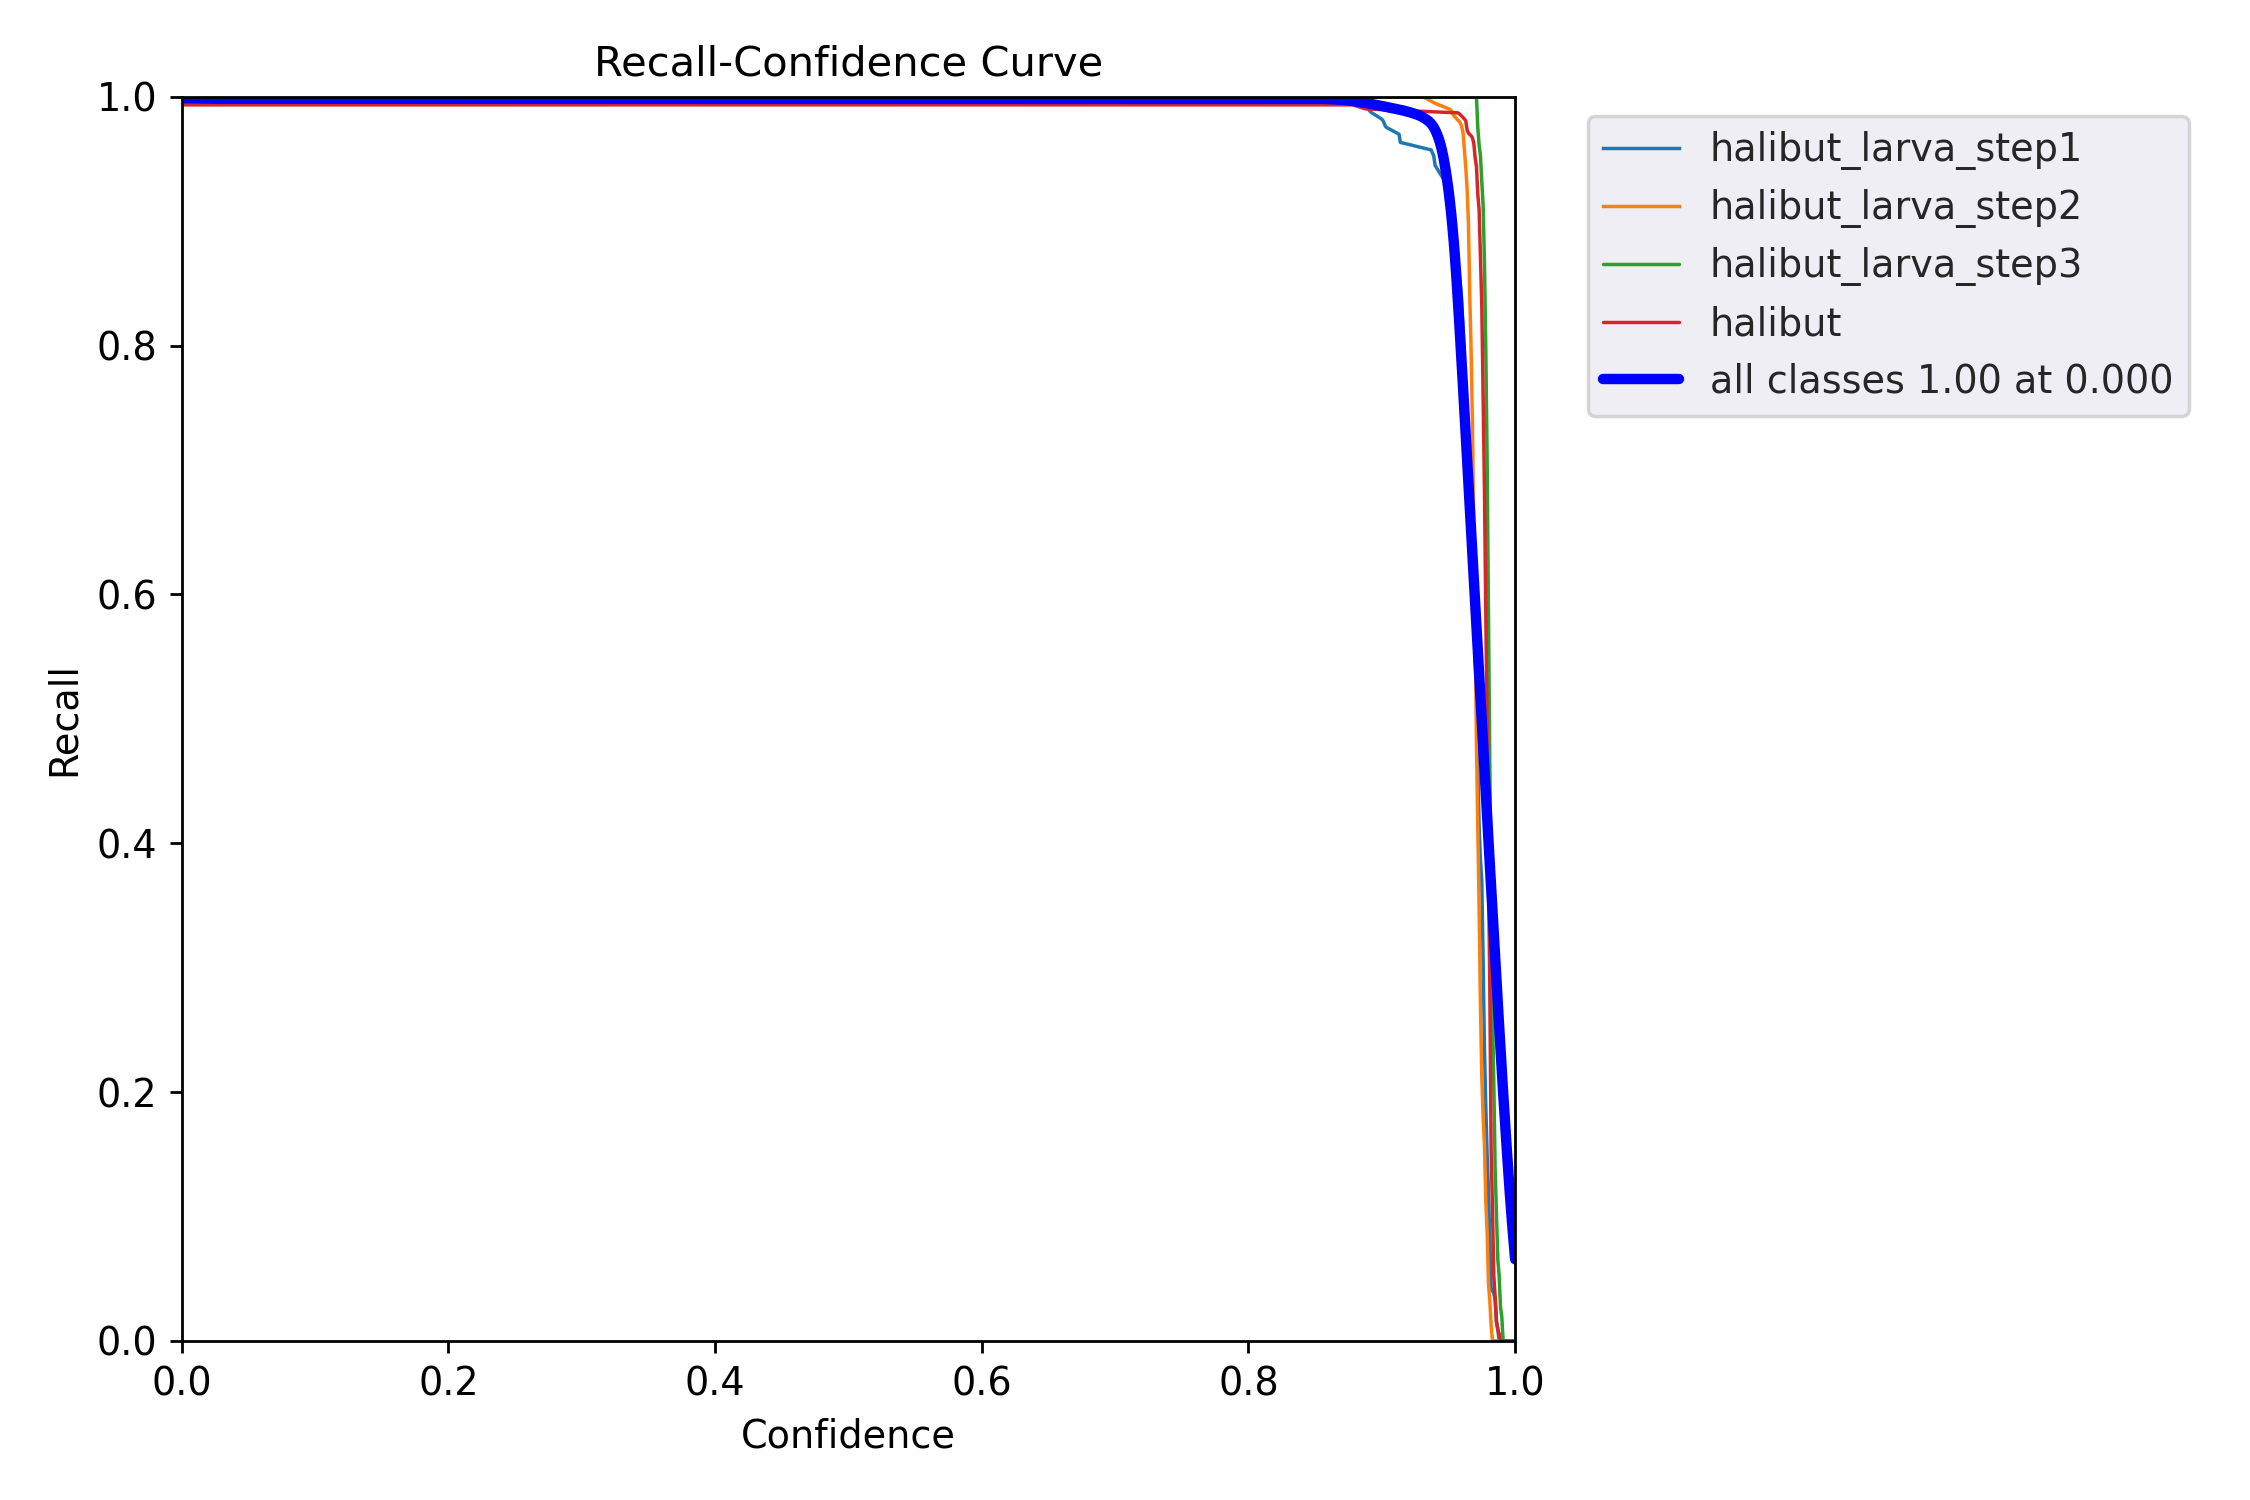 Recall-Confidence Curve
1.0
0.8
0.6
0.4
0.2
0.0
Recall
0.0 0.2 0.4 0.6 0.8 1.0
Confidence
halibut_larva_step1
halibut_larva_step2
halibut_larva_step3
halibut
all classes 1.00 at 0.000